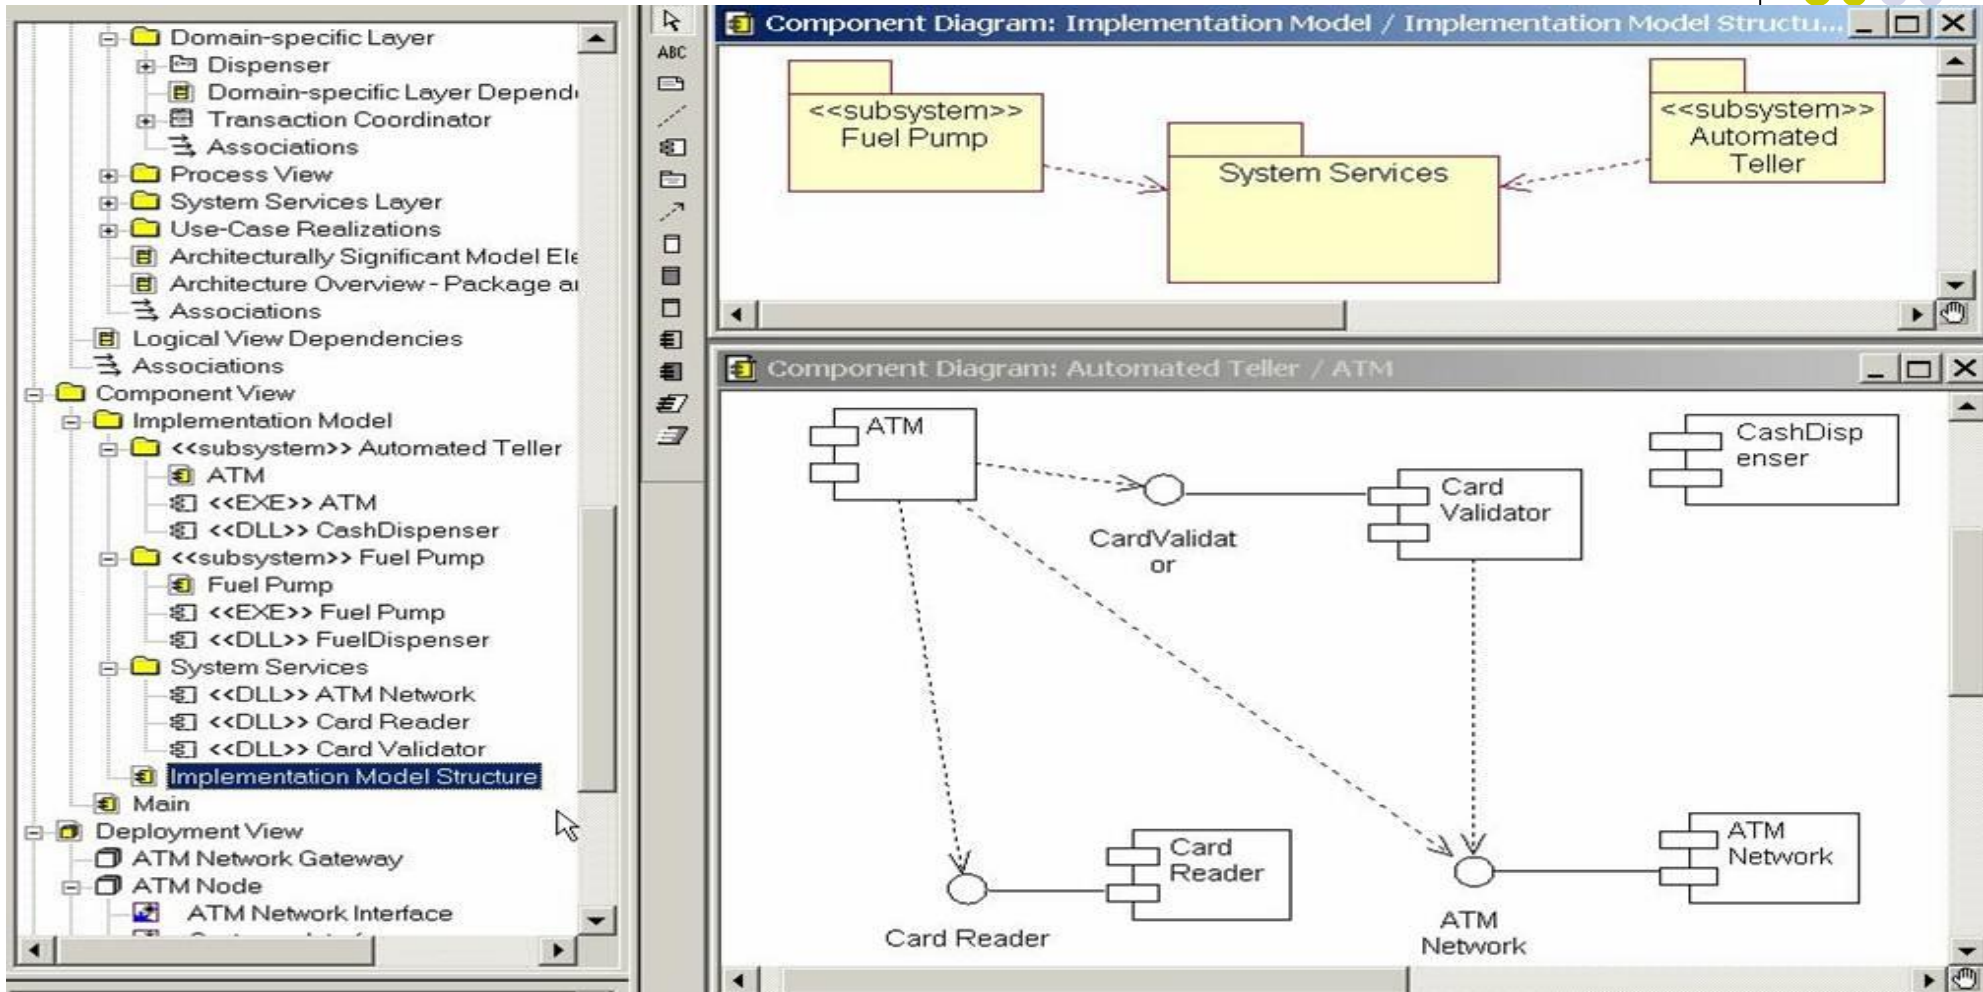 Domain-specific Layer
Dispenser
Domain-specific Layer Depend
Transaction Coordinator
Associations
Process View
System Services Layer
Use-Case Realizations
Architecturally Significant Model Ele
Architecture Overview - Package a
Associations
Logical View Dependencies
Associations
Component View
Implementation Model
<<subsystem>> Automated Teller
ATM
<<EXE>> ATM
<<DLL>> CashDispenser
<<subsystem>> Fuel Pump
Fuel Pump
<<EXE>> Fuel Pump
<<DLL>> FuelDispenser
System Services
<<DLL>> ATM Network
<<DLL>> Card Reader
<<DLL>> Card Validator
Implementation Model Structure
Main
Deployment View
ATM Network Gateway
ATM Node
ATM Network Interface
ABC
Component Diagram: Implementation Model / Implementation Model Structu...
<<subsystem>>
Fuel Pump
System Services
<<subsystem>>
Automated
Teller
Component Diagram: Automated Teller / ATM
ATM
CardValidat
or
Card
Validator
CashDisp
enser
Card
Reader
Card Reader
ATM
Network
ATM
Network